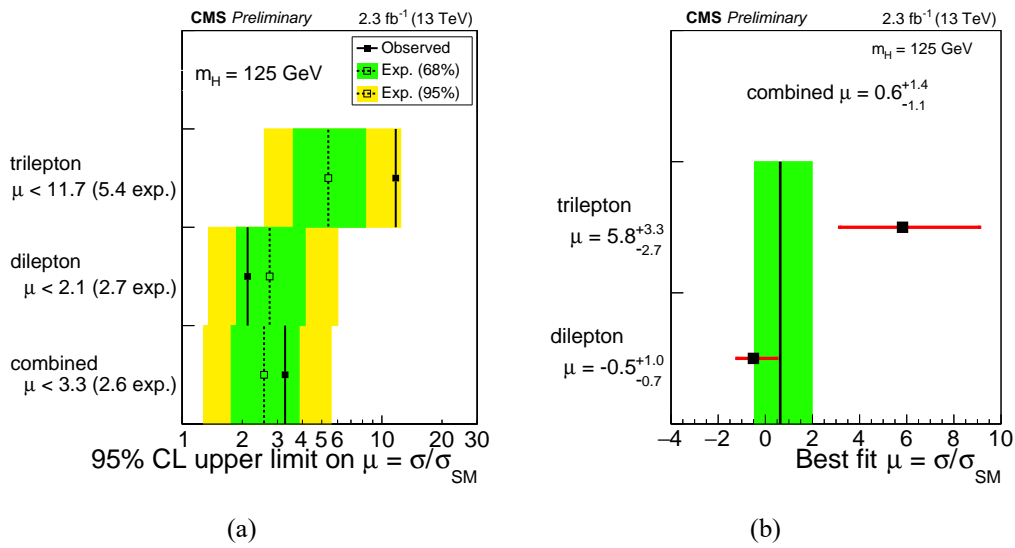 CMS Preliminary 2.3 fb⁻¹ (13 TeV)
m_H = 125 GeV
Observed
Exp. (68%)
Exp. (95%)
trilepton
μ < 11.7 (5.4 exp.)
dilepton
μ < 2.1 (2.7 exp.)
combined
μ < 3.3 (2.6 exp.)
1 2 3 4 5 6 10 20 30
95% CL upper limit on μ = σ/σ_SM
(a)
CMS Preliminary 2.3 fb⁻¹ (13 TeV)
m_H = 125 GeV
combined μ = 0.6 +1.4 -1.1
trilepton
μ = 5.8 +3.3 -2.7
dilepton
μ = -0.5 +1.0 -0.7
−4 −2 0 2 4 6 8 10
Best fit μ = σ/σ_SM
(b)